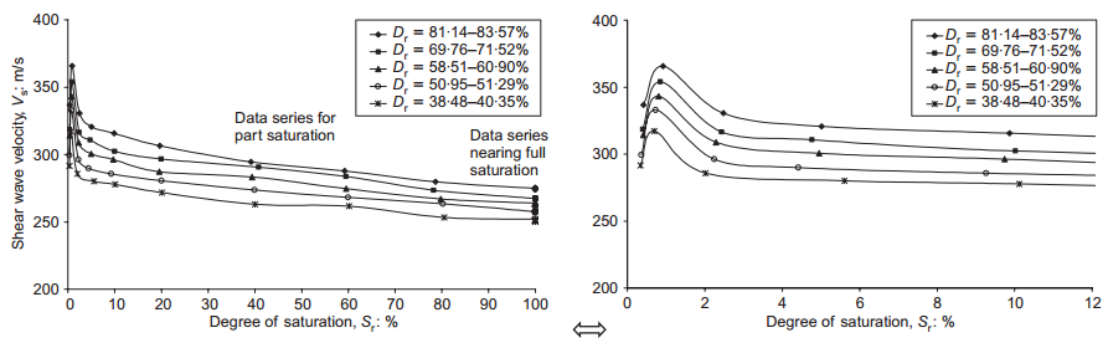 400
350
300
250
200
Shear wave velocity, Vs: m/s
Dr = 81·14–83·57%
Dr = 69·76–71·52%
Dr = 58·51–60·90%
Dr = 50·95–51·29%
Dr = 38·48–40·35%
Data series for
part saturation
Data series
nearing full
saturation
0 10 20 30 40 50 60 70 80 90 100
Degree of saturation, Sr: %
400
350
300
250
200
Dr = 81·14–83·57%
Dr = 69·76–71·52%
Dr = 58·51–60·90%
Dr = 50·95–51·29%
Dr = 38·48–40·35%
0 2 4 6 8 10 12
Degree of saturation, Sr: %